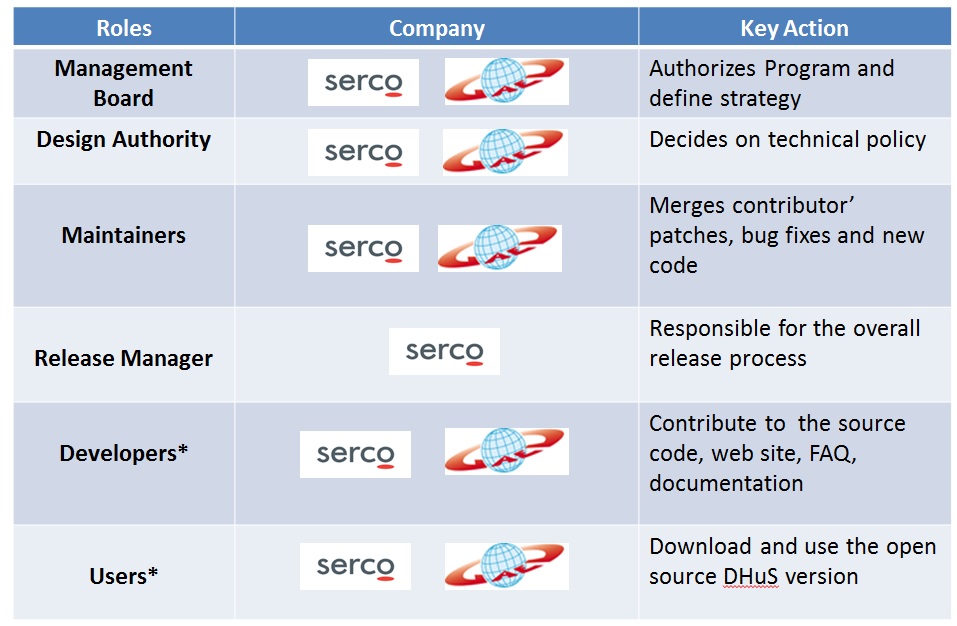 Roles Company Key Action
Management
Board
serco
Authorizes Program and
define strategy
Design Authority
serco
Decides on technical policy
Maintainers
serco
Merges contributor’
patches, bug fixes and new
code
Release Manager
serco
Responsible for the overall
release process
Developers*
serco
Contribute to  the source
code, web site, FAQ,
documentation
Users*
serco
Download and use the open
source DHuS version